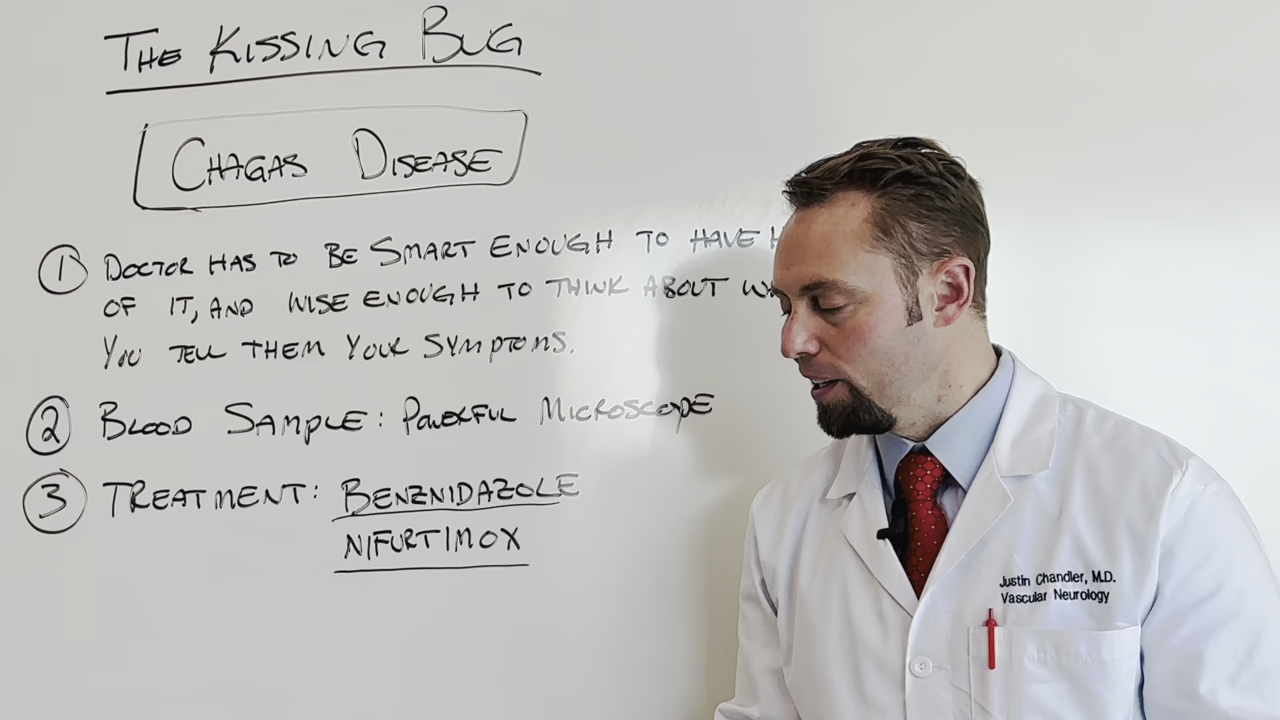 THE KISSING BUG
CHAGAS DISEASE
1 DOCTOR HAS TO BE SMART ENOUGH TO HAVE
OF IT, AND WISE ENOUGH TO THINK ABOUT
YOU TELL THEM YOUR SYMPTOMS.
2 BLOOD SAMPLE: POWERFUL MICROSCOPE
3 TREATMENT: BENZNIDAZOLE
NIFURTIMOX
Justin Chandler, M.D.
Vascular Neurology